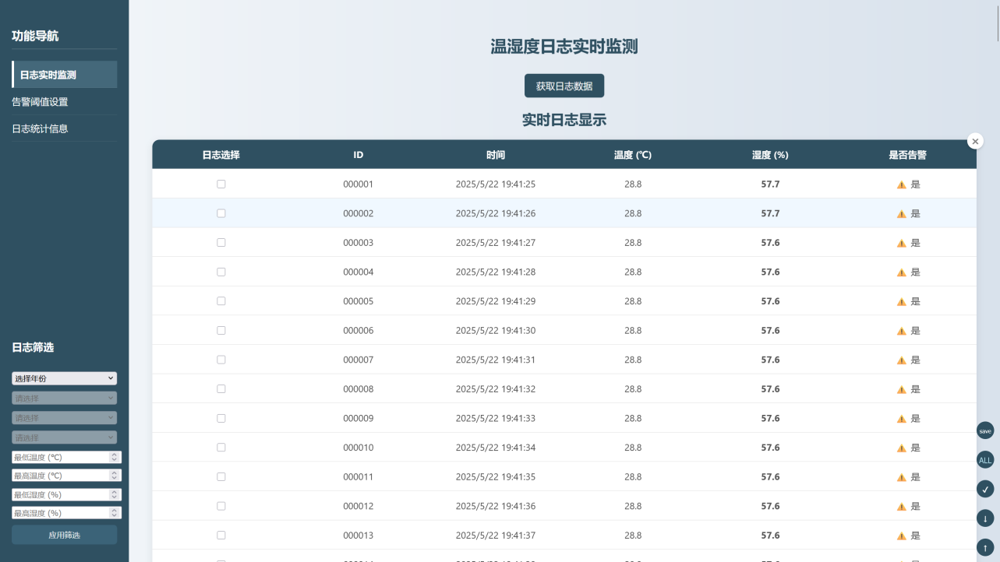 功能导航
日志实时监测
告警阈值设置
日志统计信息
日志筛选
选择年份
请选择
请选择
请选择
最低温度 (℃)
最高温度 (℃)
最低湿度 (%)
最高湿度 (%)
应用筛选
温湿度日志实时监测
获取日志数据
实时日志显示
日志选择 ID 时间 温度 (℃) 湿度 (%) 是否告警
000001 2025/5/22 19:41:25 28.8 57.7 是
000002 2025/5/22 19:41:26 28.8 57.7 是
000003 2025/5/22 19:41:27 28.8 57.6 是
000004 2025/5/22 19:41:28 28.8 57.6 是
000005 2025/5/22 19:41:29 28.8 57.6 是
000006 2025/5/22 19:41:30 28.8 57.6 是
000007 2025/5/22 19:41:31 28.8 57.6 是
000008 2025/5/22 19:41:32 28.8 57.6 是
000009 2025/5/22 19:41:33 28.8 57.6 是
000010 2025/5/22 19:41:34 28.8 57.6 是
000011 2025/5/22 19:41:35 28.8 57.6 是
000012 2025/5/22 19:41:36 28.8 57.6 是
000013 2025/5/22 19:41:37 28.8 57.6 是
save
ALL